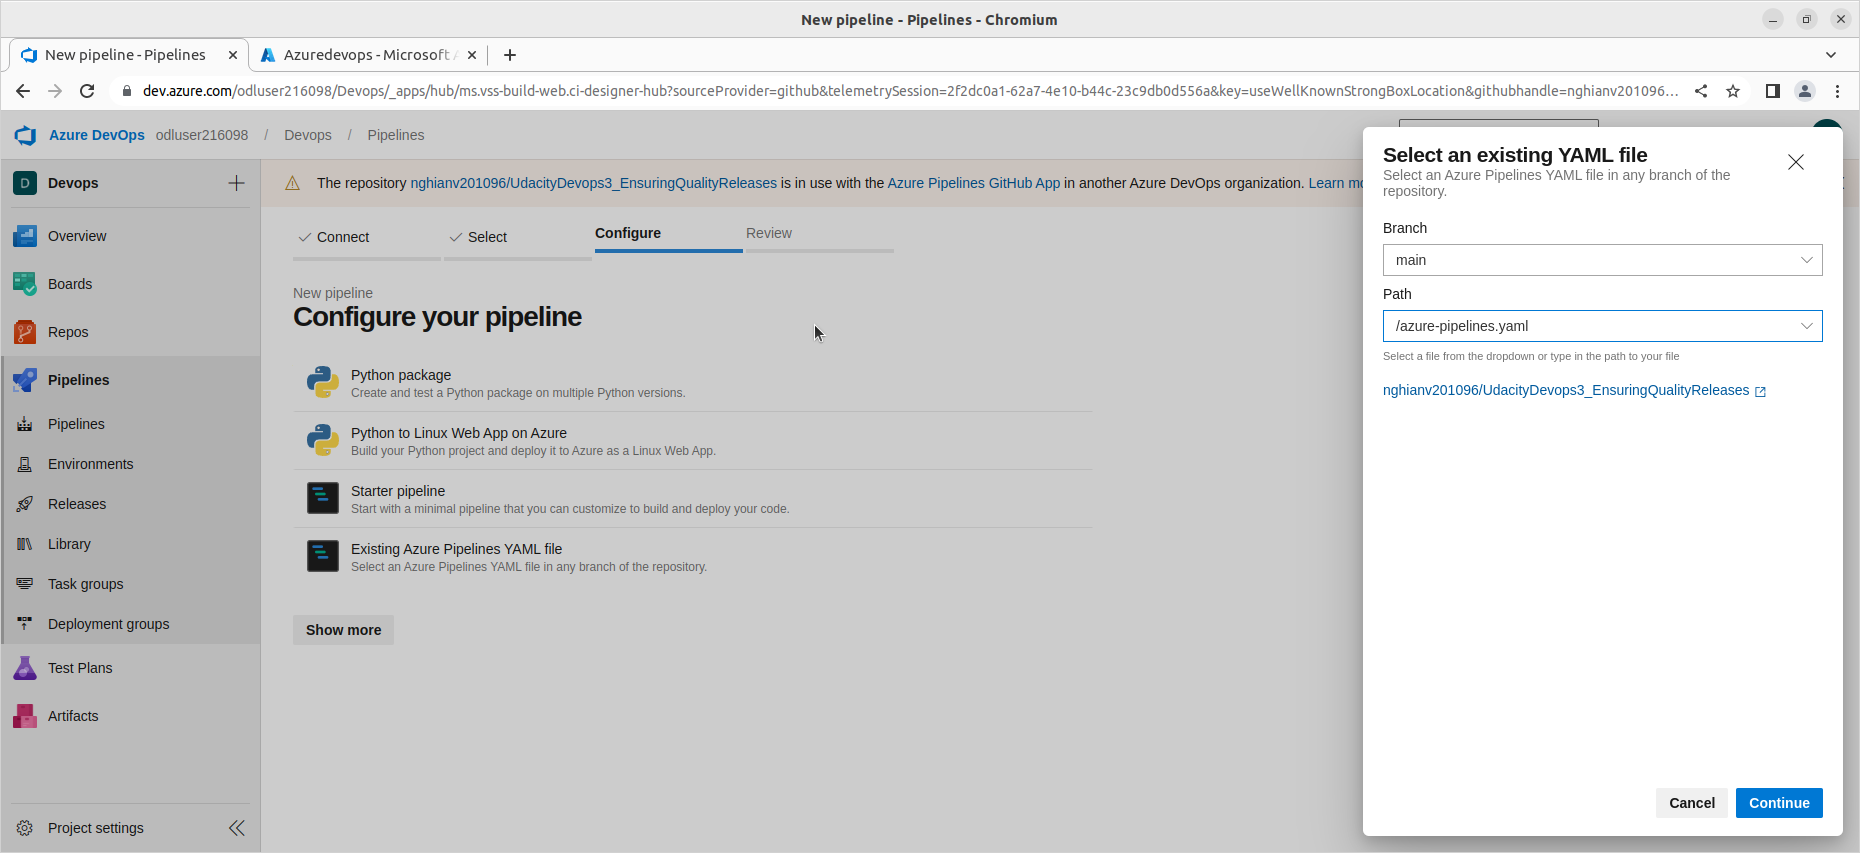 New pipeline - Pipelines - Chromium
New pipeline - Pipelines
Azuredevops - Microsoft
dev.azure.com/odluser216098/Devops/_apps/hub/ms.vss-build-web.ci-designer-hub?sourceProvider=github&telemetrySession=2f2dc0a1-62a7-4e10-b44c-23c9db0d556a&key=useWellKnownStrongBoxLocation&githubhandle=nghianv201096...
Azure DevOps odluser216098 / Devops / Pipelines
D Devops
The repository nghianv201096/UdacityDevops3_EnsuringQualityReleases is in use with the Azure Pipelines GitHub App in another Azure DevOps organization. Learn mo
Overview
Boards
Repos
Pipelines
Pipelines
Environments
Releases
Library
Task groups
Deployment groups
Test Plans
Artifacts
Project settings
Connect
Select
Configure
Review
New pipeline
Configure your pipeline
Python package
Create and test a Python package on multiple Python versions.
Python to Linux Web App on Azure
Build your Python project and deploy it to Azure as a Linux Web App.
Starter pipeline
Start with a minimal pipeline that you can customize to build and deploy your code.
Existing Azure Pipelines YAML file
Select an Azure Pipelines YAML file in any branch of the repository.
Show more
Select an existing YAML file
Select an Azure Pipelines YAML file in any branch of the
repository.
Branch
main
Path
/azure-pipelines.yaml
Select a file from the dropdown or type in the path to your file
nghianv201096/UdacityDevops3_EnsuringQualityReleases
Cancel
Continue